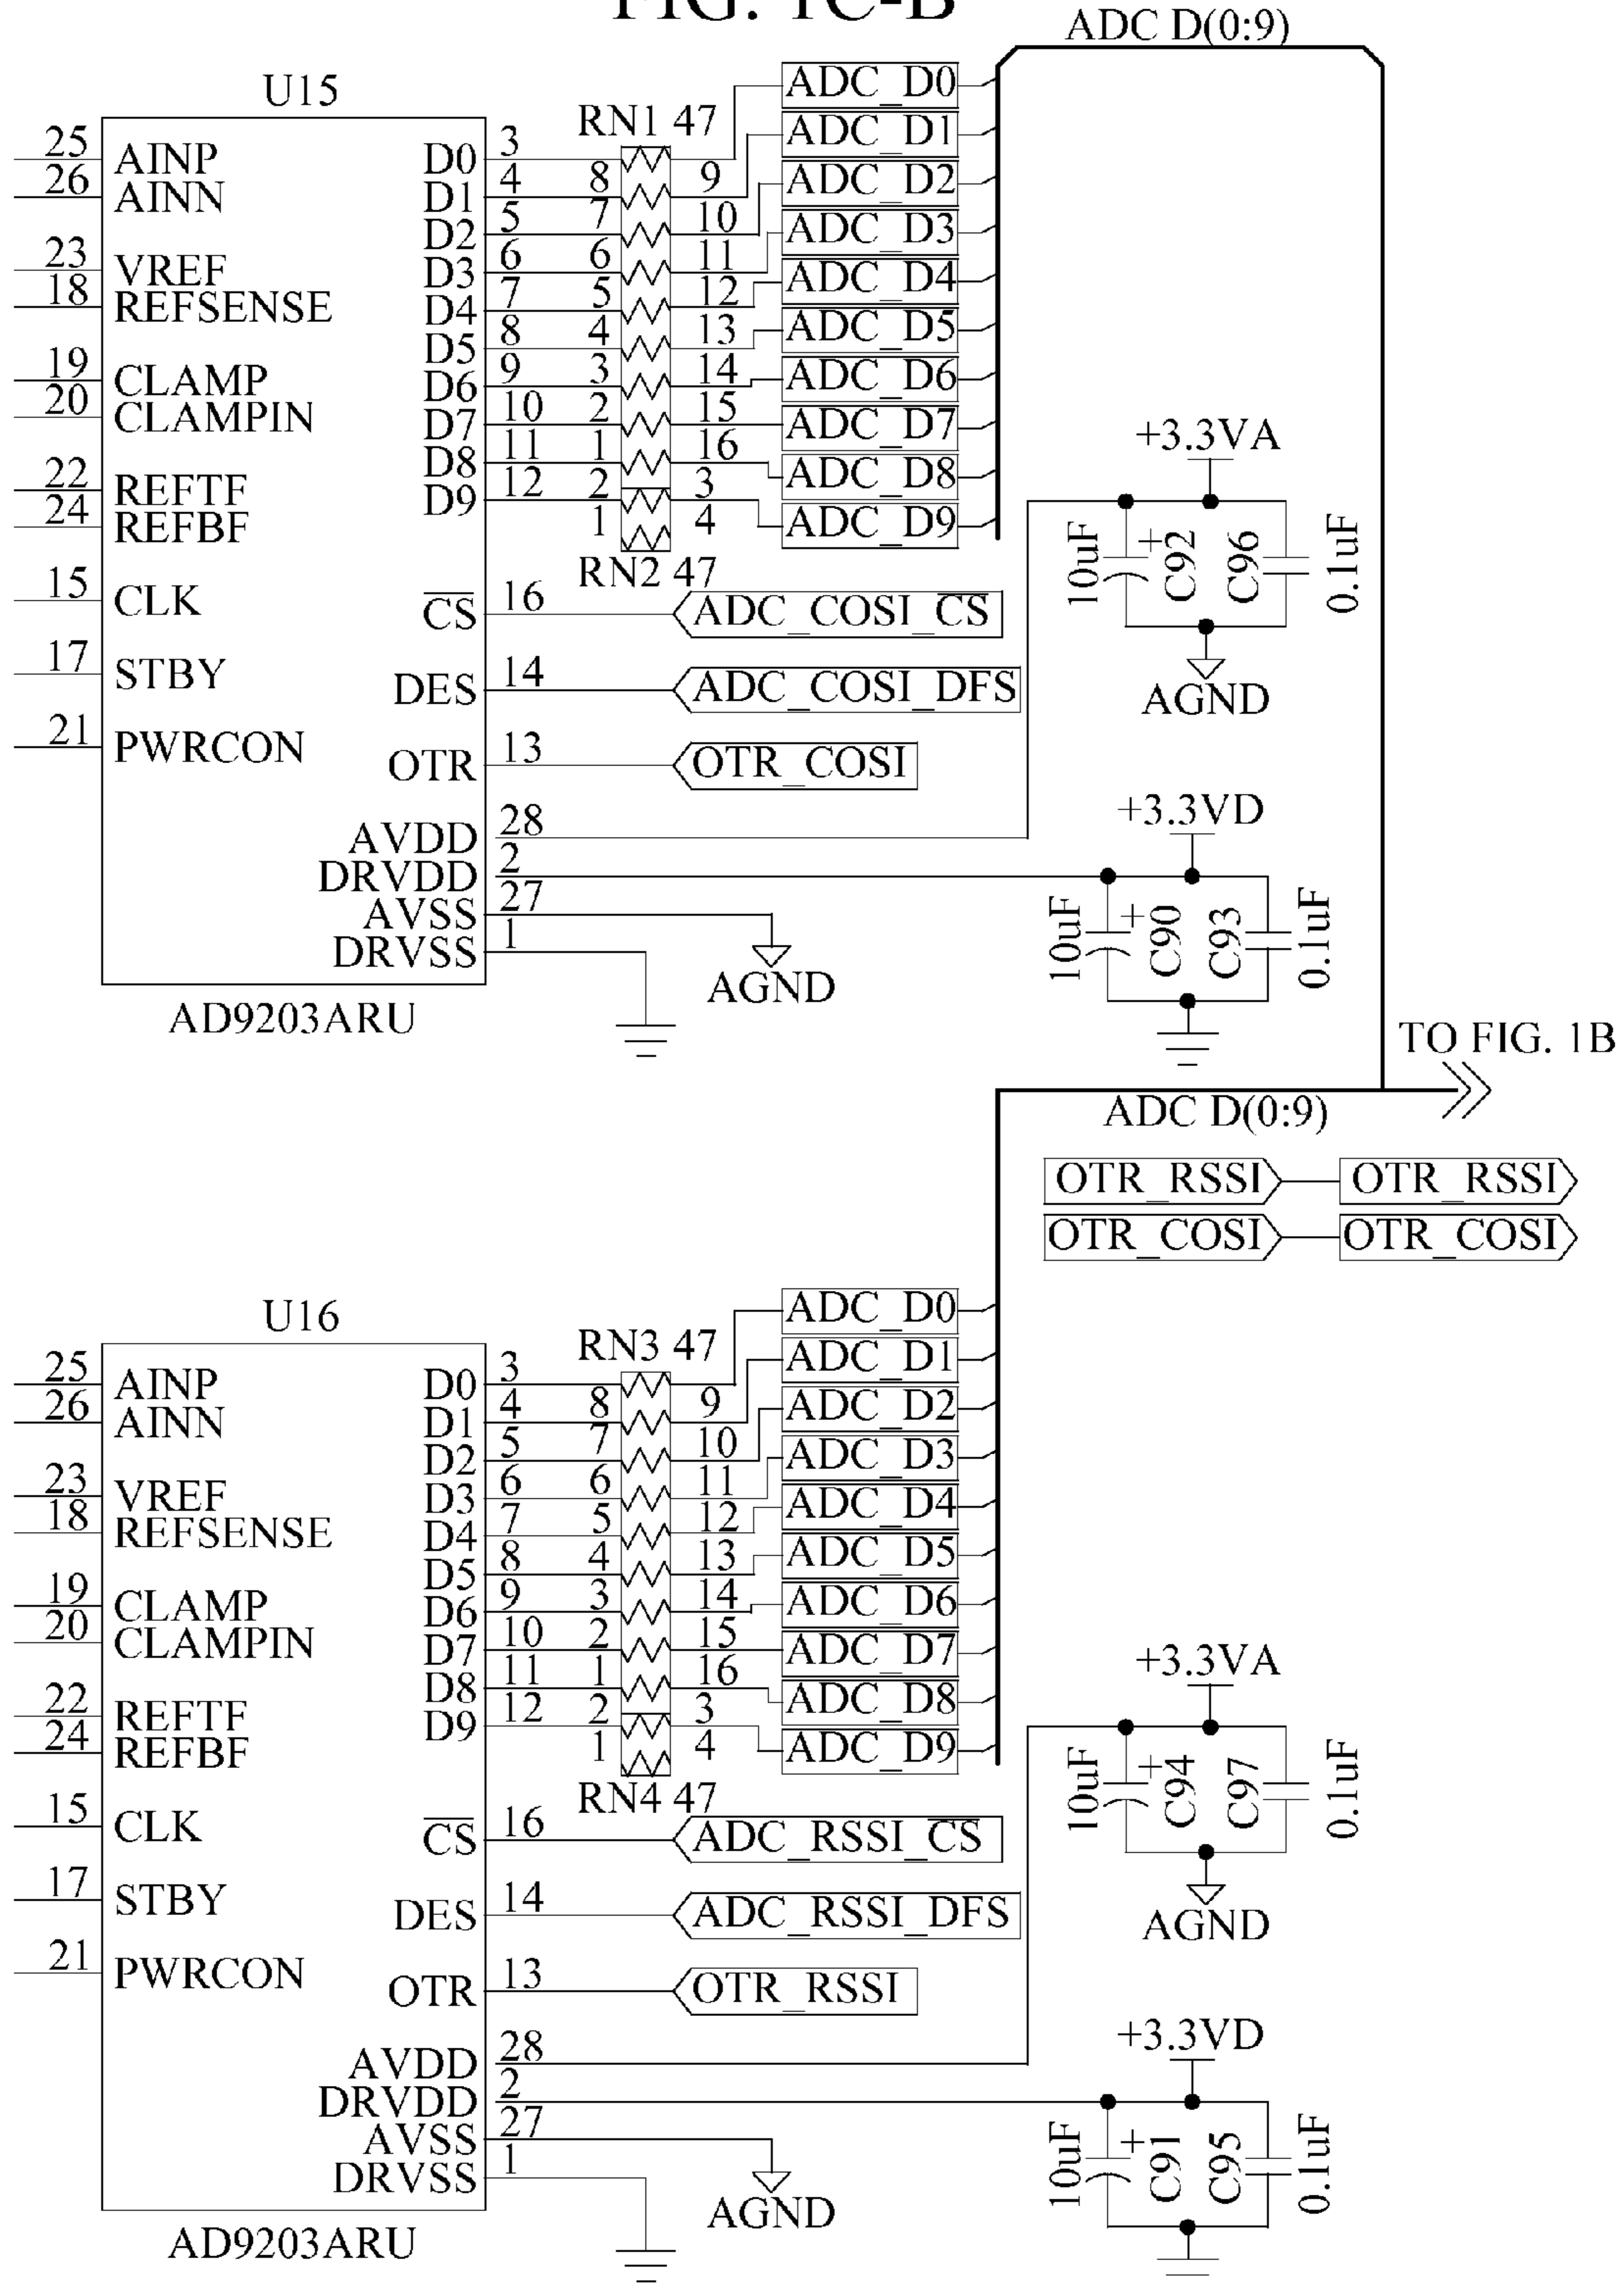 FIG. 1C-B
ADC D(0:9)
U15
RN1 47
25 AINP
26 AINN
23 VREF
18 REFSENSE
19 CLAMP
20 CLAMPIN
22 REFTF
24 REFBF
15 CLK
17 STBY
21 PWRCON
D0 3 ADC_D0
D1 4 8 9 ADC_D1
D2 5 7 10 ADC_D2
D3 6 6 11 ADC_D3
D4 7 5 12 ADC_D4
D5 8 4 13 ADC_D5
D6 9 3 14 ADC_D6
D7 10 2 15 ADC_D7
D8 11 1 16 ADC_D8
D9 12 2 3 ADC_D9
1 4
RN2 47
CS 16 ADC_COSI_CS
DES 14 ADC_COSI_DFS
OTR 13 OTR_COSI
AVDD 28
DRVDD 2
AVSS 27
DRVSS 1
AGND
AD9203ARU
+3.3VA
10uF + C92 C96 0.1uF
AGND
+3.3VD
10uF + C90 C93 0.1uF
TO FIG. 1B
ADC D(0:9)
OTR_RSSI OTR_RSSI
OTR_COSI OTR_COSI
U16
RN3 47
25 AINP
26 AINN
23 VREF
18 REFSENSE
19 CLAMP
20 CLAMPIN
22 REFTF
24 REFBF
15 CLK
17 STBY
21 PWRCON
D0 3 ADC_D0
D1 4 8 9 ADC_D1
D2 5 7 10 ADC_D2
D3 6 6 11 ADC_D3
D4 7 5 12 ADC_D4
D5 8 4 13 ADC_D5
D6 9 3 14 ADC_D6
D7 10 2 15 ADC_D7
D8 11 1 16 ADC_D8
D9 12 2 3 ADC_D9
1 4
RN4 47
CS 16 ADC_RSSI_CS
DES 14 ADC_RSSI_DFS
OTR 13 OTR_RSSI
AVDD 28
DRVDD 2
AVSS 27
DRVSS 1
AGND
AD9203ARU
+3.3VA
10uF + C94 C97 0.1uF
AGND
+3.3VD
10uF + C91 C95 0.1uF